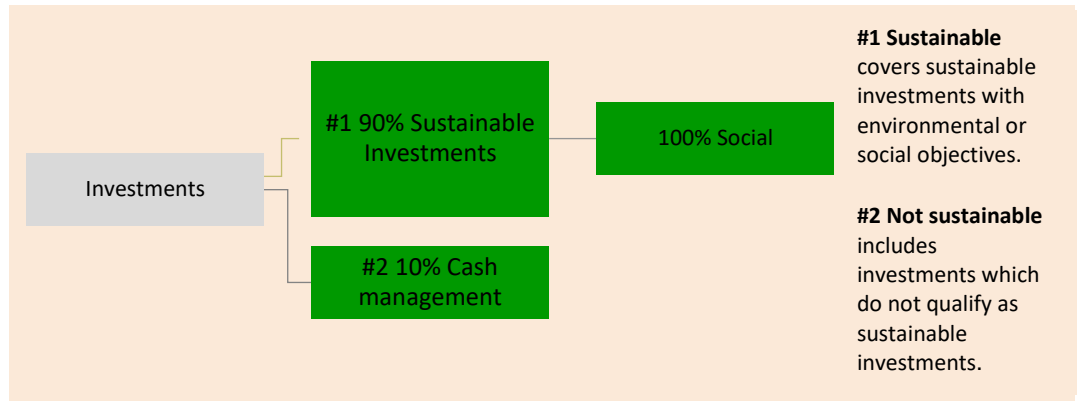 Investments
#1 90% Sustainable
Investments
100% Social
#2 10% Cash
management
#1 Sustainable
covers sustainable
investments with
environmental or
social objectives.
#2 Not sustainable
includes
investments which
do not qualify as
sustainable
investments.